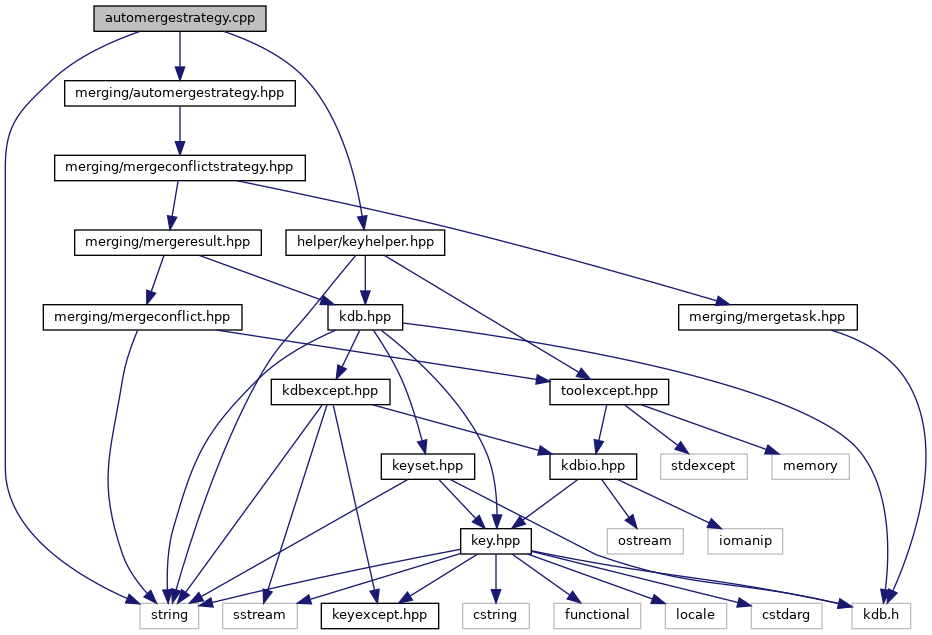 automergestrategy.cpp
merging/automergestrategy.hpp
merging/mergeconflictstrategy.hpp
merging/mergeresult.hpp
helper/keyhelper.hpp
merging/mergeconflict.hpp
kdb.hpp
merging/mergetask.hpp
kdbexcept.hpp
toolexcept.hpp
keyset.hpp
kdbio.hpp
stdexcept
memory
key.hpp
ostream
iomanip
string
sstream
keyexcept.hpp
cstring
functional
locale
cstdarg
kdb.h